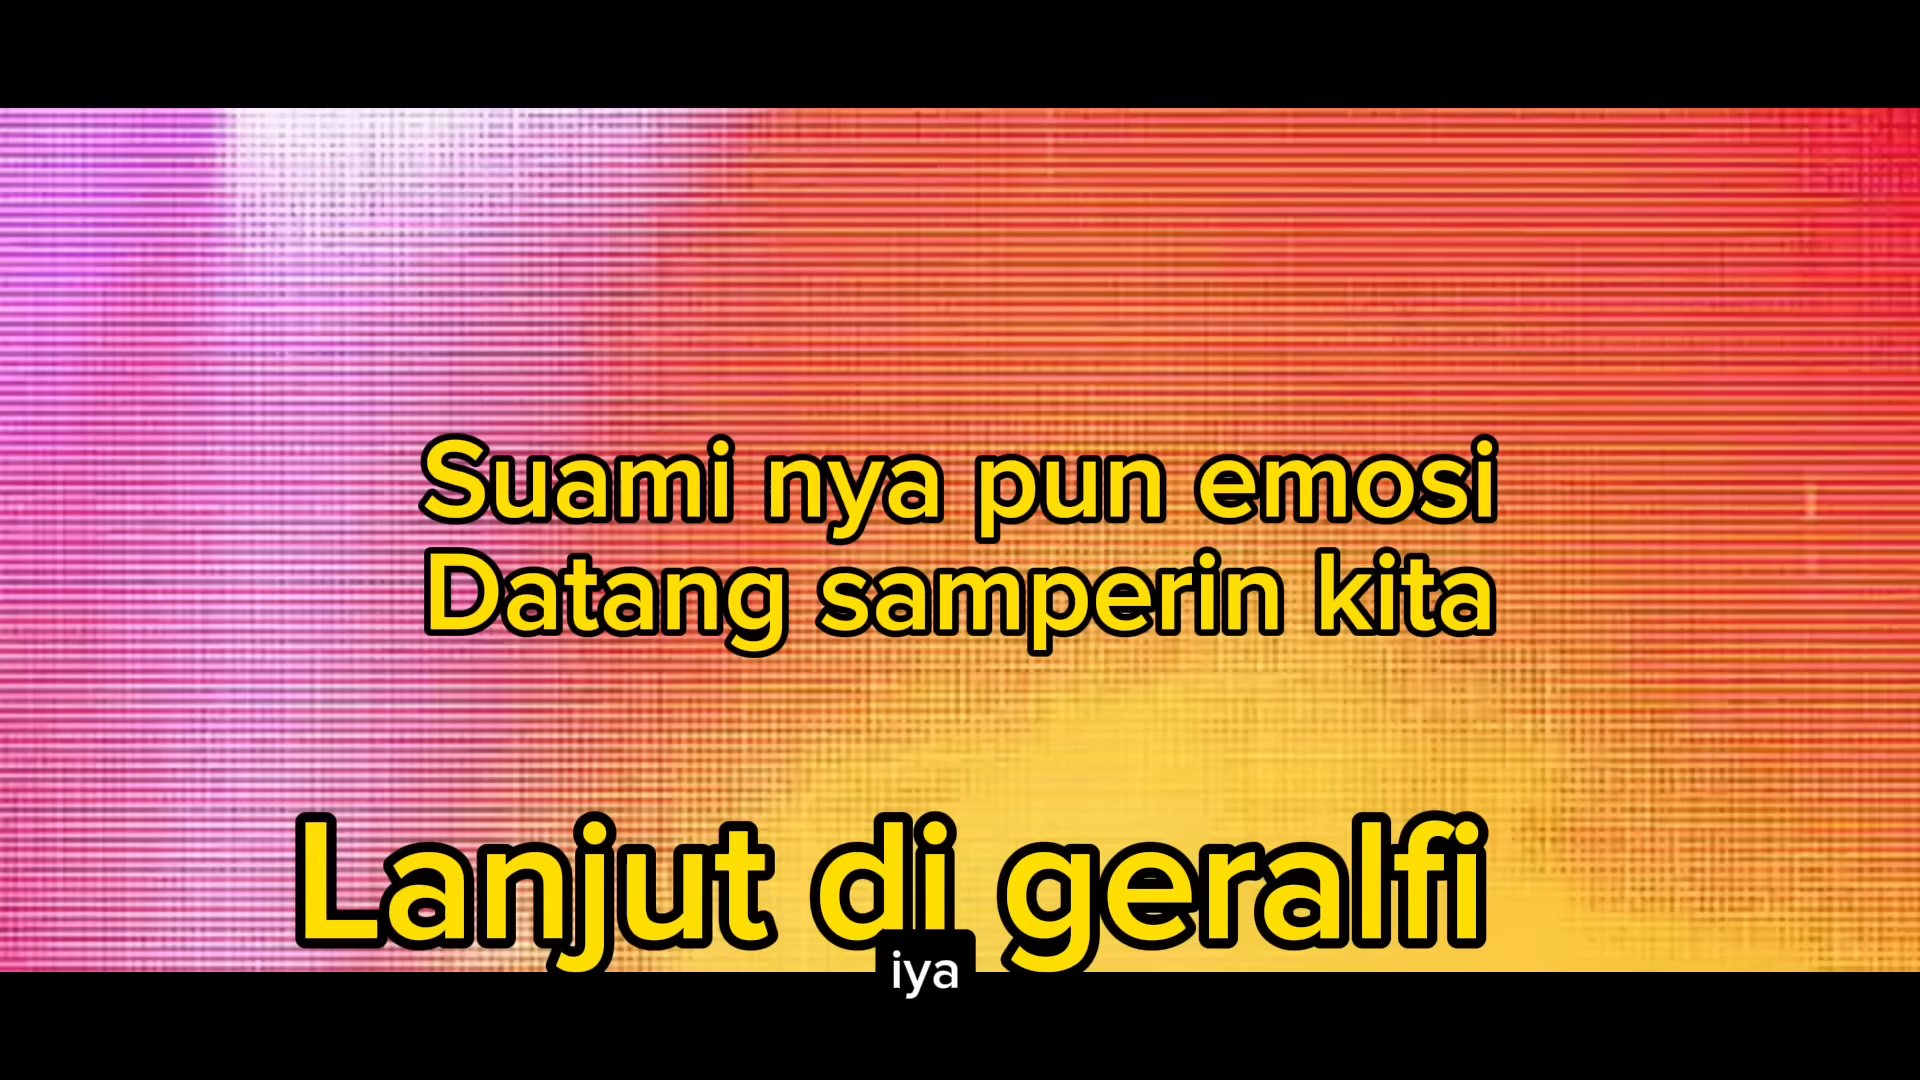 Suami nya pun emosi
Datang samperin kita
Lanjut di geralfi
iya